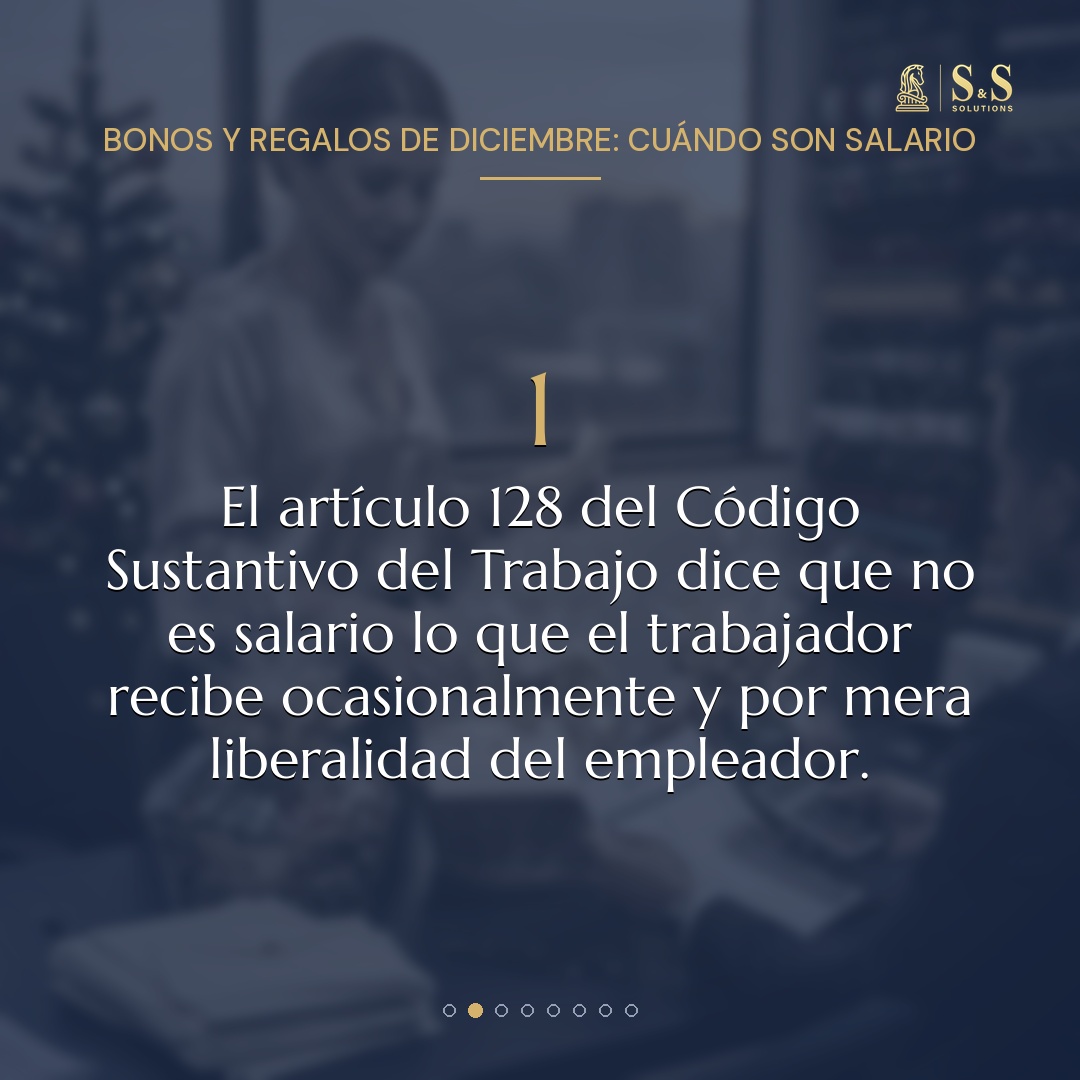 S&S
SOLUTIONS
BONOS Y REGALOS DE DICIEMBRE: CUÁNDO SON SALARIO
1
El artículo 128 del Código
Sustantivo del Trabajo dice que no
es salario lo que el trabajador
recibe ocasionalmente y por mera
liberalidad del empleador.